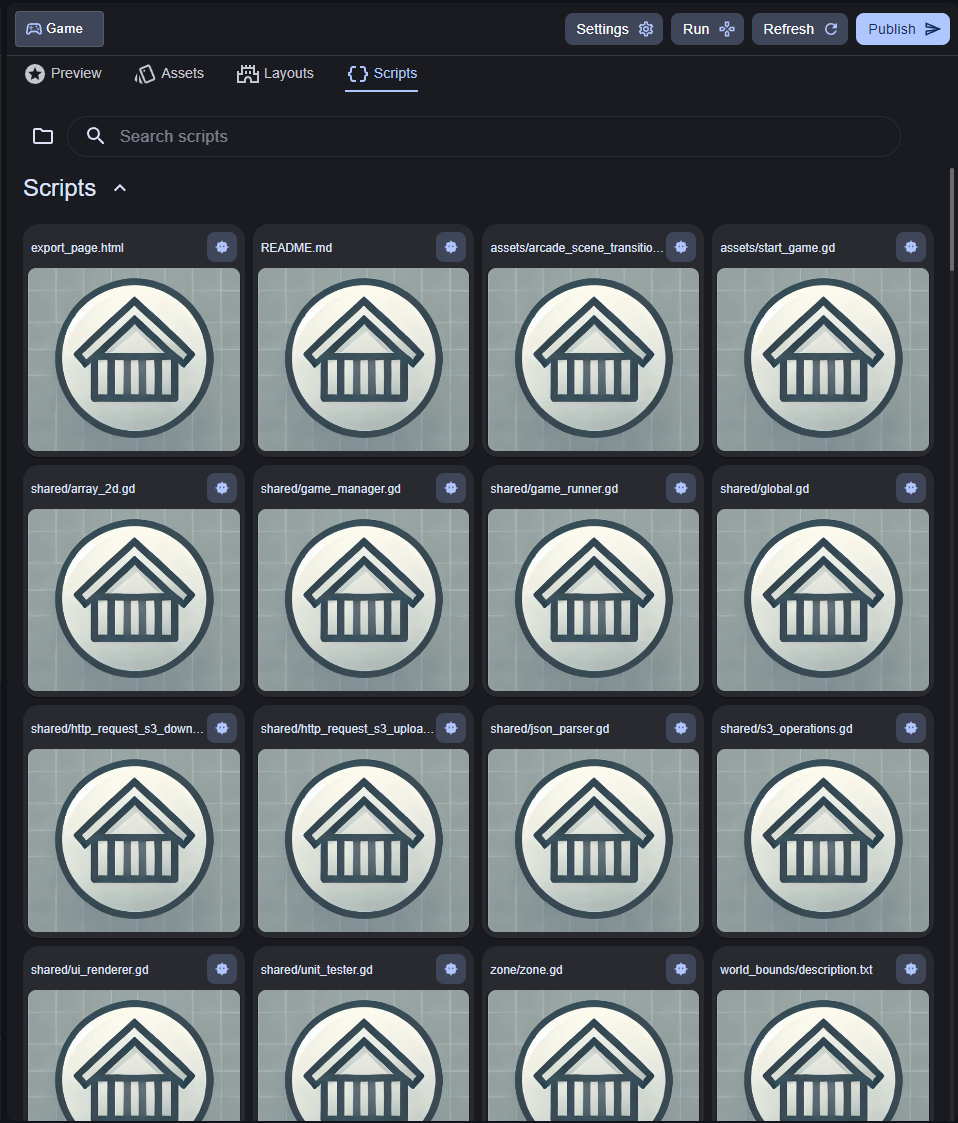 Game
Settings
Run
Refresh
Publish
Preview
Assets
Layouts
Scripts
Search scripts
Scripts
export_page.html
README.md
assets/arcade_scene_transitio...
assets/start_game.gd
shared/array_2d.gd
shared/game_manager.gd
shared/game_runner.gd
shared/global.gd
shared/http_request_s3_down...
shared/http_request_s3_uploa...
shared/json_parser.gd
shared/s3_operations.gd
shared/ui_renderer.gd
shared/unit_tester.gd
zone/zone.gd
world_bounds/description.txt